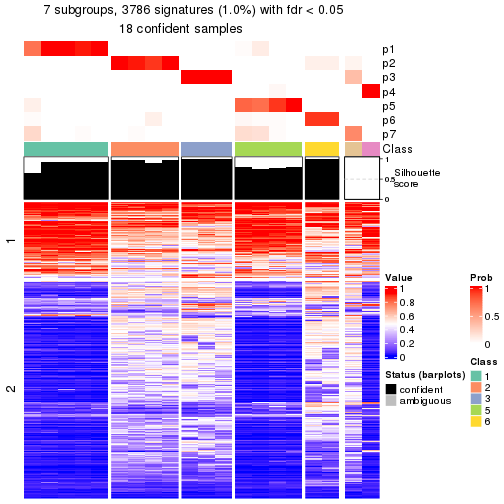 7 subgroups, 3786 signatures (1.0%) with fdr < 0.05
18 confident samples
p1
p2
p3
p4
p5
p6
p7
Class
1
0.5
0
Silhouette
score
1
2
Value
1
0.8
0.6
0.4
0.2
0
Prob
1
0.5
0
Status (barplots)
confident
ambiguous
Class
1
2
3
5
6